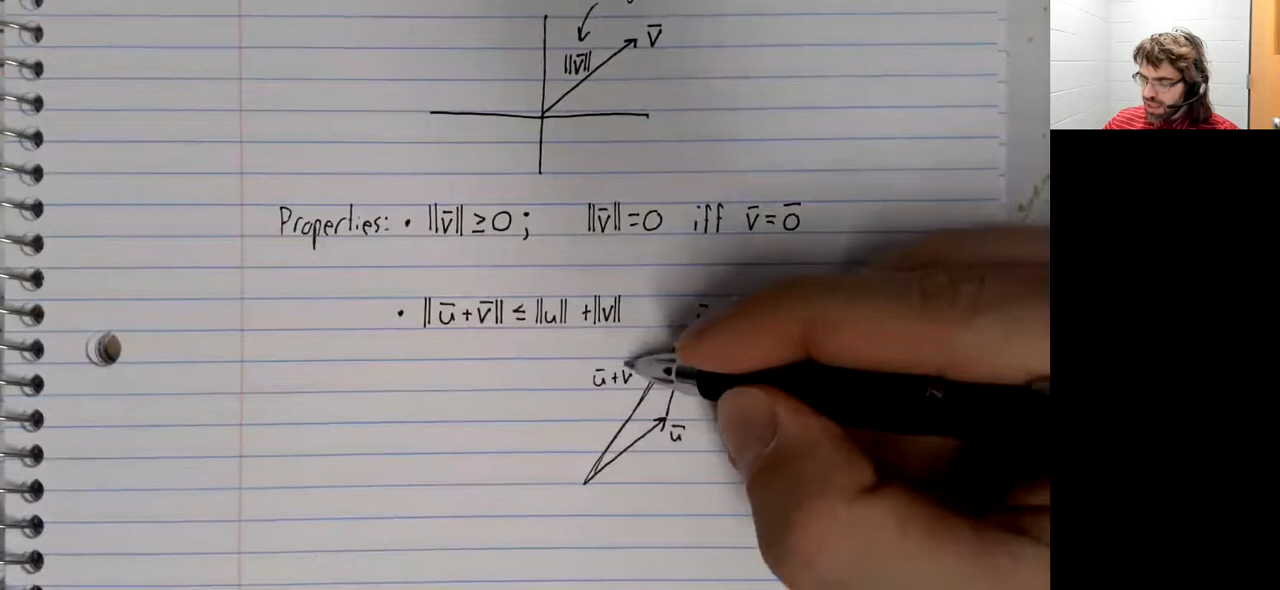 v̄
||v̄||
Properties: • ||v̄|| ≥ 0 ; ||v̄|| = 0 iff v̄ = 0̄
• ||ū + v̄|| ≤ ||u|| + ||v||
ū + v
ū